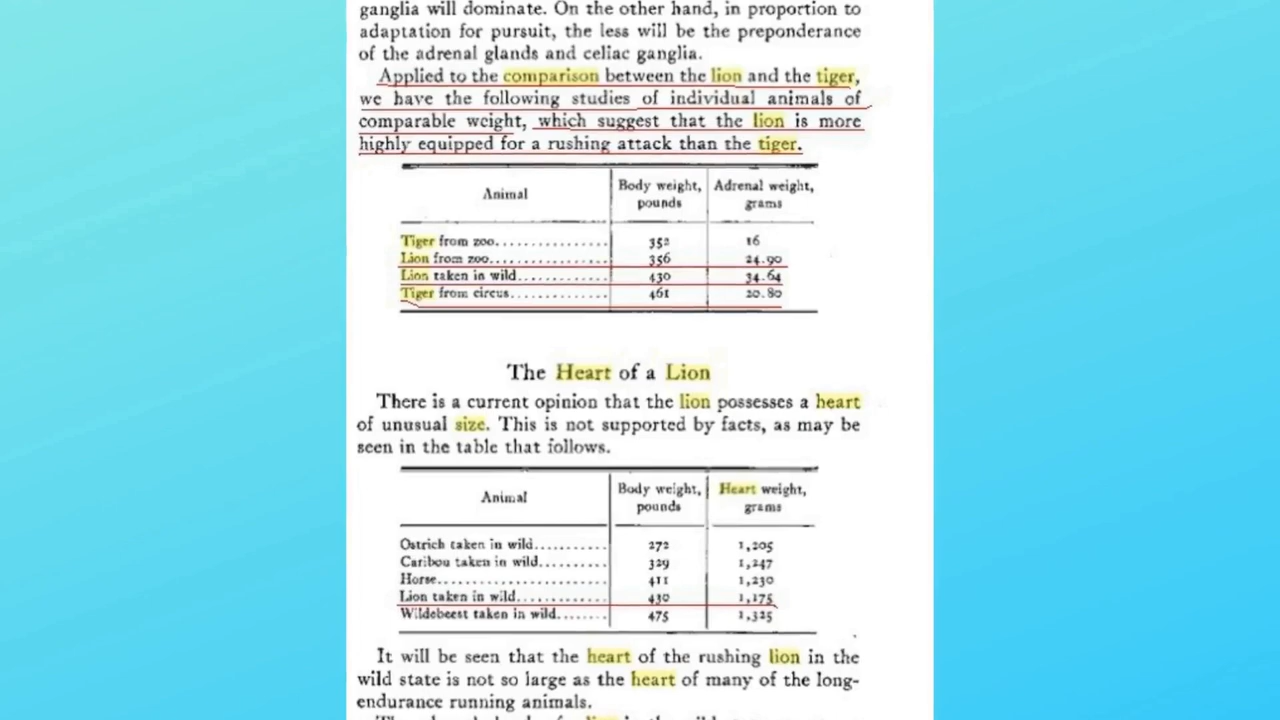 ganglia will dominate. On the other hand, in proportion to
adaptation for pursuit, the less will be the preponderance
of the adrenal glands and celiac ganglia.
Applied to the comparison between the lion and the tiger,
we have the following studies of individual animals of
comparable weight, which suggest that the lion is more
highly equipped for a rushing attack than the tiger.
Animal Body weight, pounds Adrenal weight, grams
Tiger from zoo.............. 352 16
Lion from zoo............... 356 24.90
Lion taken in wild........... 430 34.64
Tiger from circus............ 461 20.80
The Heart of a Lion
There is a current opinion that the lion possesses a heart
of unusual size. This is not supported by facts, as may be
seen in the table that follows.
Animal Body weight, pounds Heart weight, grams
Ostrich taken in wild.......... 272 1,205
Caribou taken in wild......... 329 1,247
Horse....................... 411 1,230
Lion taken in wild............ 430 1,175
Wildebeest taken in wild....... 475 1,325
It will be seen that the heart of the rushing lion in the
wild state is not so large as the heart of many of the long-
endurance running animals.